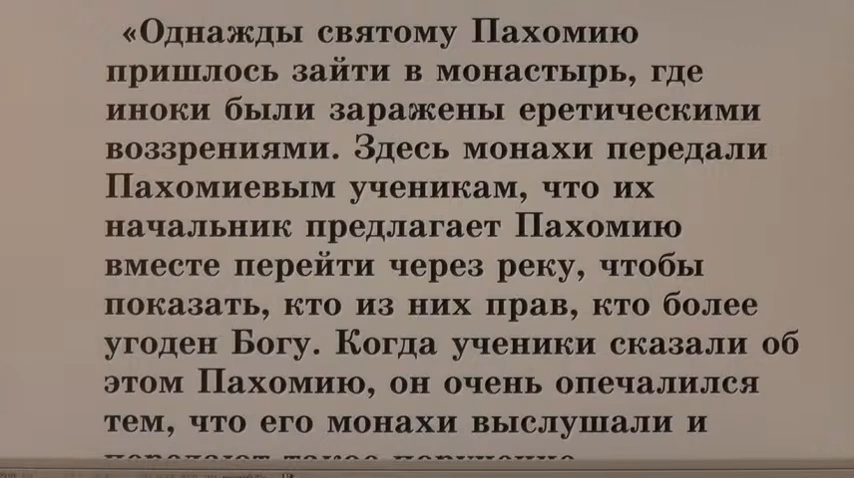 «Однажды святому Пахомию
пришлось зайти в монастырь, где
иноки были заражены еретическими
воззрениями. Здесь монахи передали
Пахомиевым ученикам, что их
начальник предлагает Пахомию
вместе перейти через реку, чтобы
показать, кто из них прав, кто более
угоден Богу. Когда ученики сказали об
этом Пахомию, он очень опечалился
тем, что его монахи выслушали и